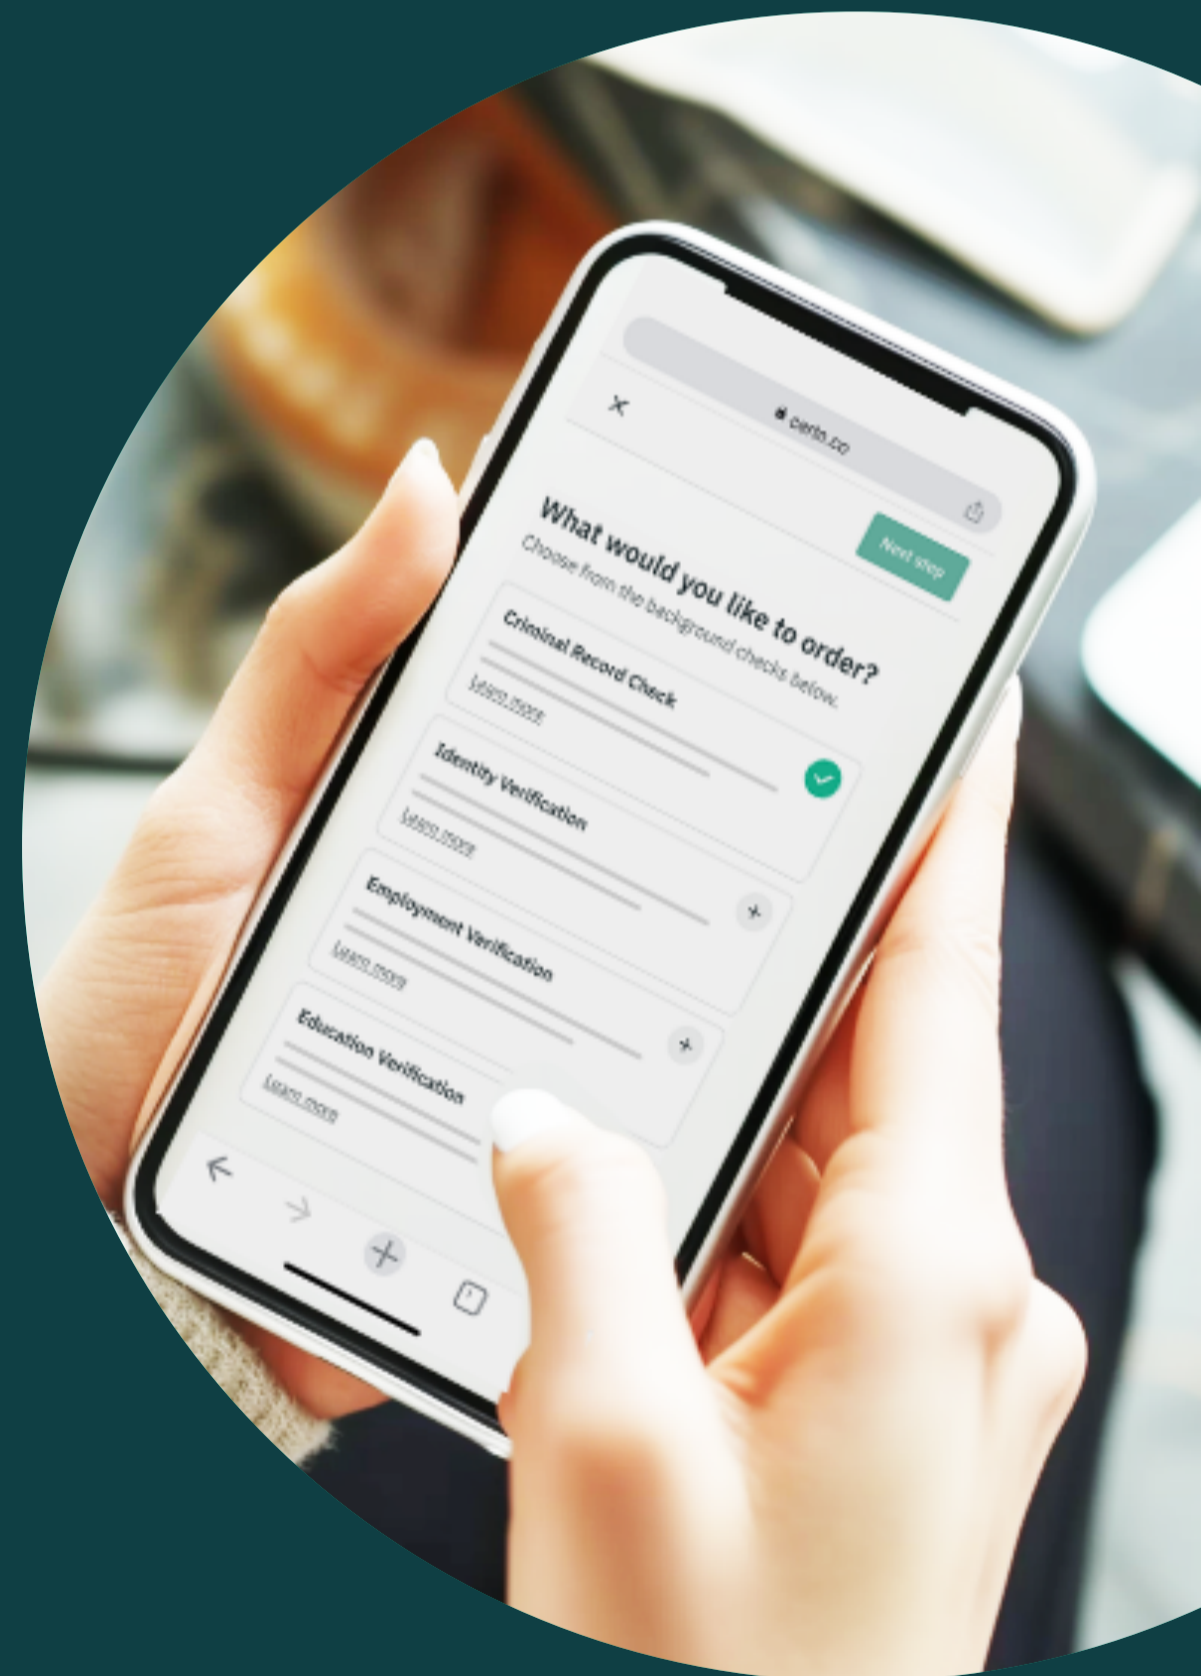 certn.co
Next step
What would you like to order?
Choose from the background checks below.
Criminal Record Check
Learn more
Identity Verification
Learn more
Employment Verification
Learn more
Education Verification
Learn more